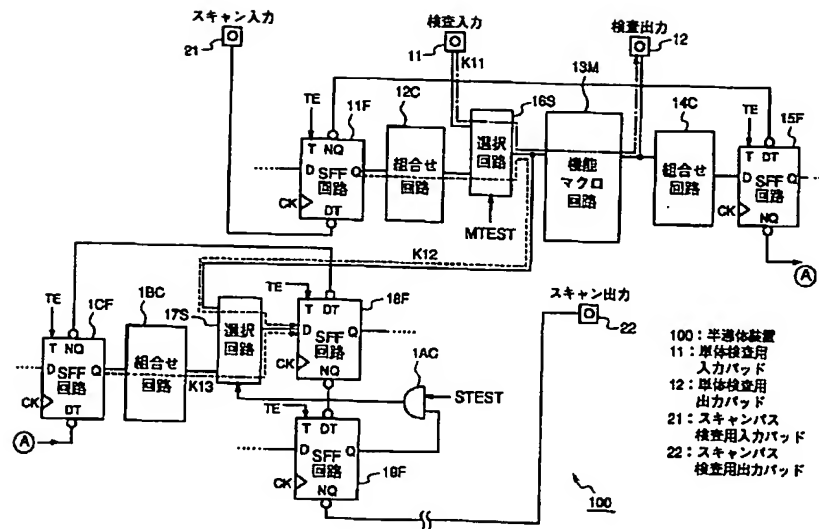 スキャン入力
21
検査入力
11
K11
検査出力
12
TE
11F
T NQ
D SFF Q
回路
CK
DT
12C
組合せ
回路
16S
選択
回路
MTEST
13M
機能
マクロ
回路
14C
組合せ
回路
TE
15F
T DT
D SFF Q
回路
CK
NQ
A
K12
TE
1CF
T NQ
D SFF Q
回路
CK
DT
A
1BC
組合せ
回路
K13
17S
選択
回路
TE
18F
T DT
D SFF Q
回路
CK
NQ
1AC
STEST
TE
T DT
D SFF Q
回路
CK
NQ
19F
スキャン出力
22
100：半導体装置
11：単体検査用
入力パッド
12：単体検査用
出力パッド
21：スキャンパス
検査用入力パッド
22：スキャンパス
検査用出力パッド
100